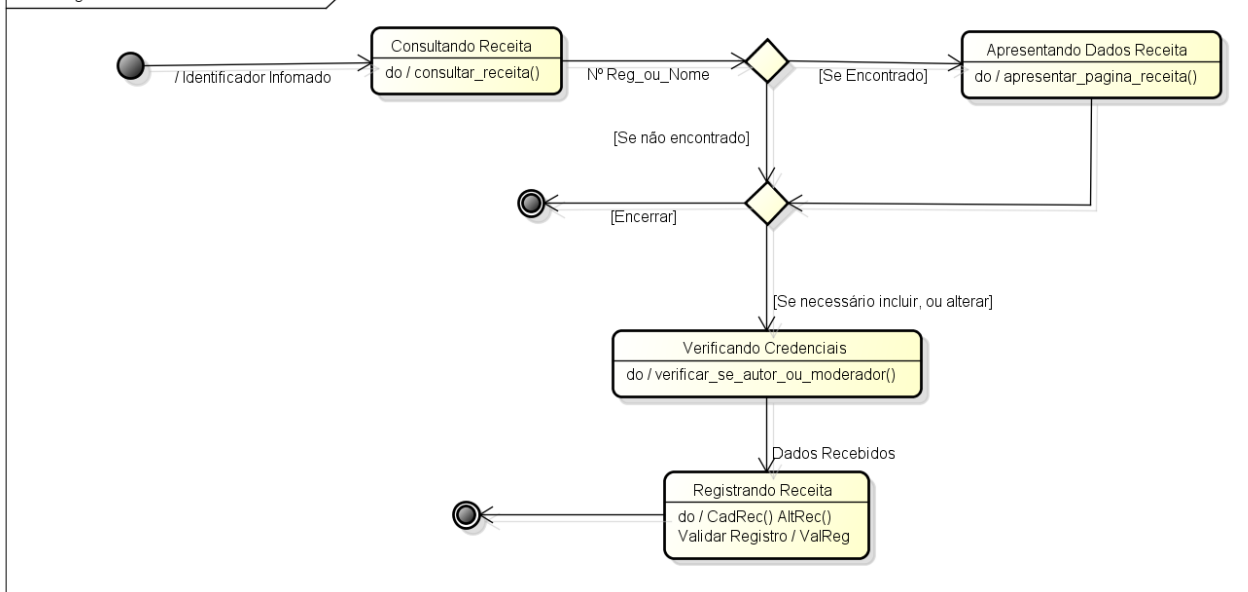 Consultando Receita
do / consultar_receita()
/ Identificador Infomado
Nº Reg_ou_Nome
[Se Encontrado]
Apresentando Dados Receita
do / apresentar_pagina_receita()
[Se não encontrado]
[Encerrar]
[Se necessário incluir, ou alterar]
Verificando Credenciais
do / verificar_se_autor_ou_moderador()
Dados Recebidos
Registrando Receita
do / CadRec() AltRec()
Validar Registro / ValReg